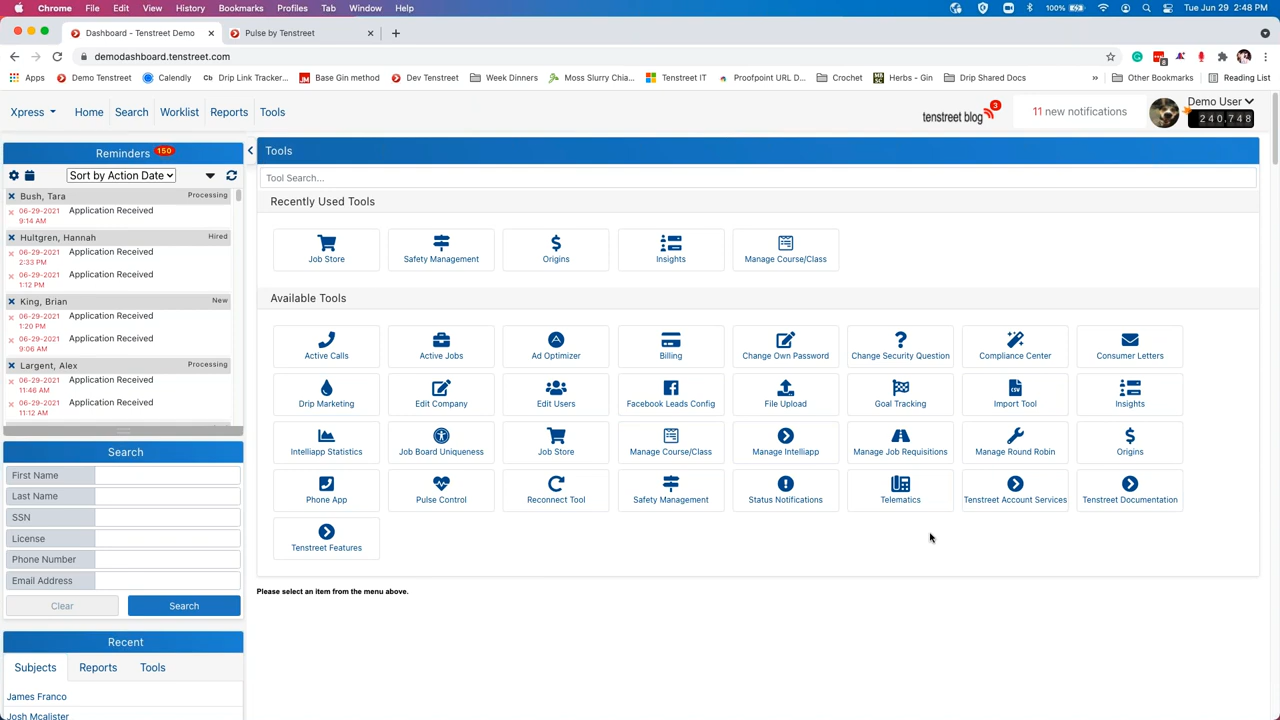 Chrome File Edit View History Bookmarks Profiles Tab Window Help 100% Tue Jun 29 2:48 PM
Dashboard - Tenstreet Demo
Pulse by Tenstreet
demodashboard.tenstreet.com
Apps Demo Tenstreet Calendly Cb Drip Link Tracker... Base Gin method Dev Tenstreet Week Dinners Moss Slurry Chia... Tenstreet IT Proofpoint URL D... Crochet Herbs - Gin Drip Shared Docs » Other Bookmarks Reading List
Xpress Home Search Worklist Reports Tools
tenstreet blog 3
11 new notifications
Demo User
240,748
Reminders 150
Sort by Action Date
Bush, Tara Processing
06-29-2021 Application Received
9:14 AM
Hultgren, Hannah Hired
06-29-2021 Application Received
2:33 PM
06-29-2021 Application Received
1:12 PM
King, Brian New
06-29-2021 Application Received
1:20 PM
06-29-2021 Application Received
9:06 AM
Largent, Alex Processing
06-29-2021 Application Received
11:46 AM
06-29-2021 Application Received
11:12 AM
Search
First Name
Last Name
SSN
License
Phone Number
Email Address
Clear Search
Recent
Subjects Reports Tools
James Franco
Josh Mcalister
Tools
Tool Search...
Recently Used Tools
Job Store Safety Management Origins Insights Manage Course/Class
Available Tools
Active Calls Active Jobs Ad Optimizer Billing Change Own Password Change Security Question Compliance Center Consumer Letters
Drip Marketing Edit Company Edit Users Facebook Leads Config File Upload Goal Tracking CSV Import Tool Insights
Intelliapp Statistics Job Board Uniqueness Job Store Manage Course/Class Manage Intelliapp Manage Job Requisitions Manage Round Robin Origins
Phone App Pulse Control Reconnect Tool Safety Management Status Notifications Telematics Tenstreet Account Services Tenstreet Documentation
Tenstreet Features
Please select an item from the menu above.